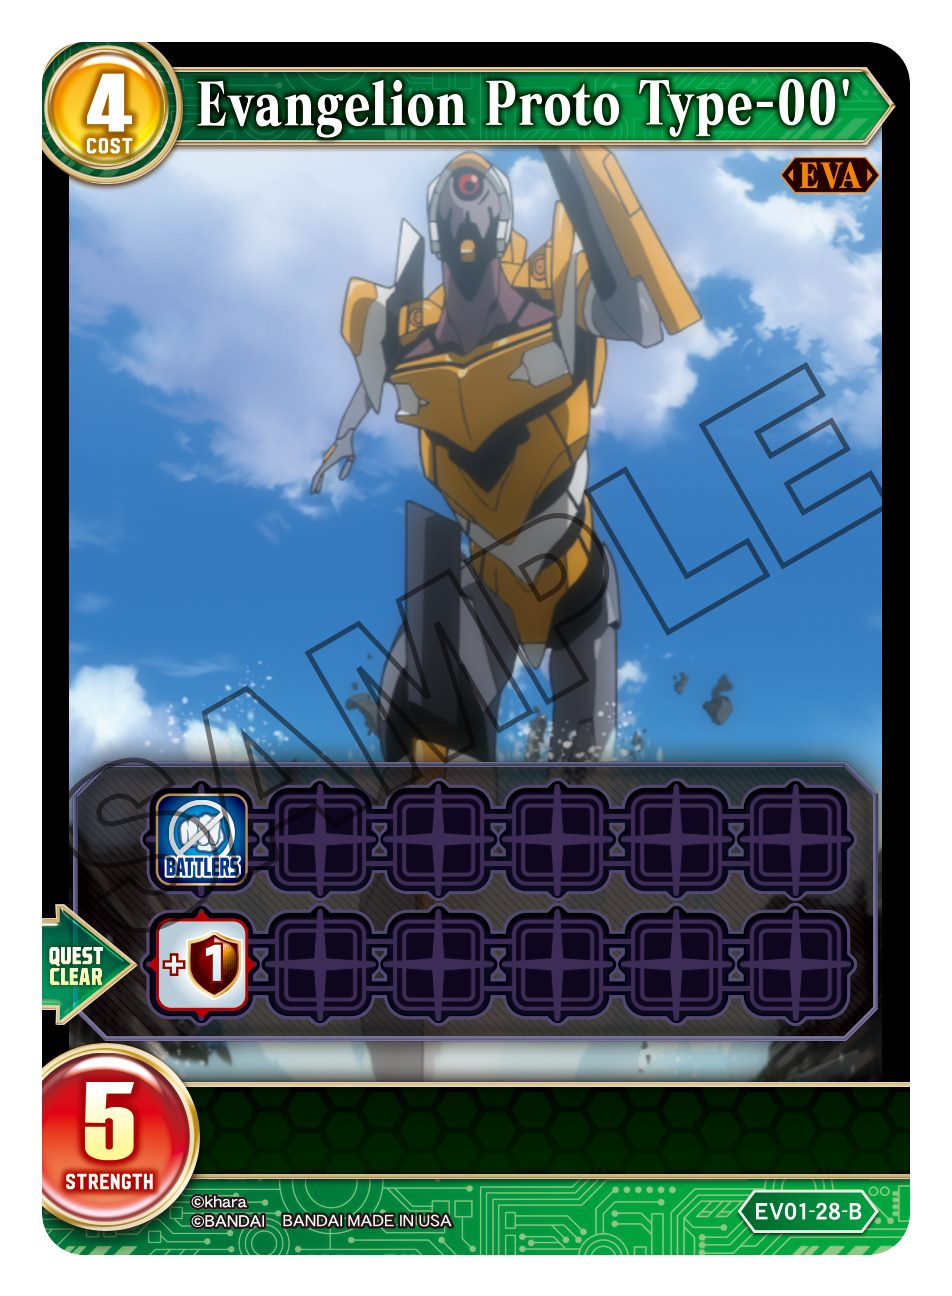 4
COST
Evangelion Proto Type-00'
EVA
SAMPLE
BATTLERS
QUEST
CLEAR
+1
5
STRENGTH
©khara
©BANDAI BANDAI MADE IN USA
EV01-28-B